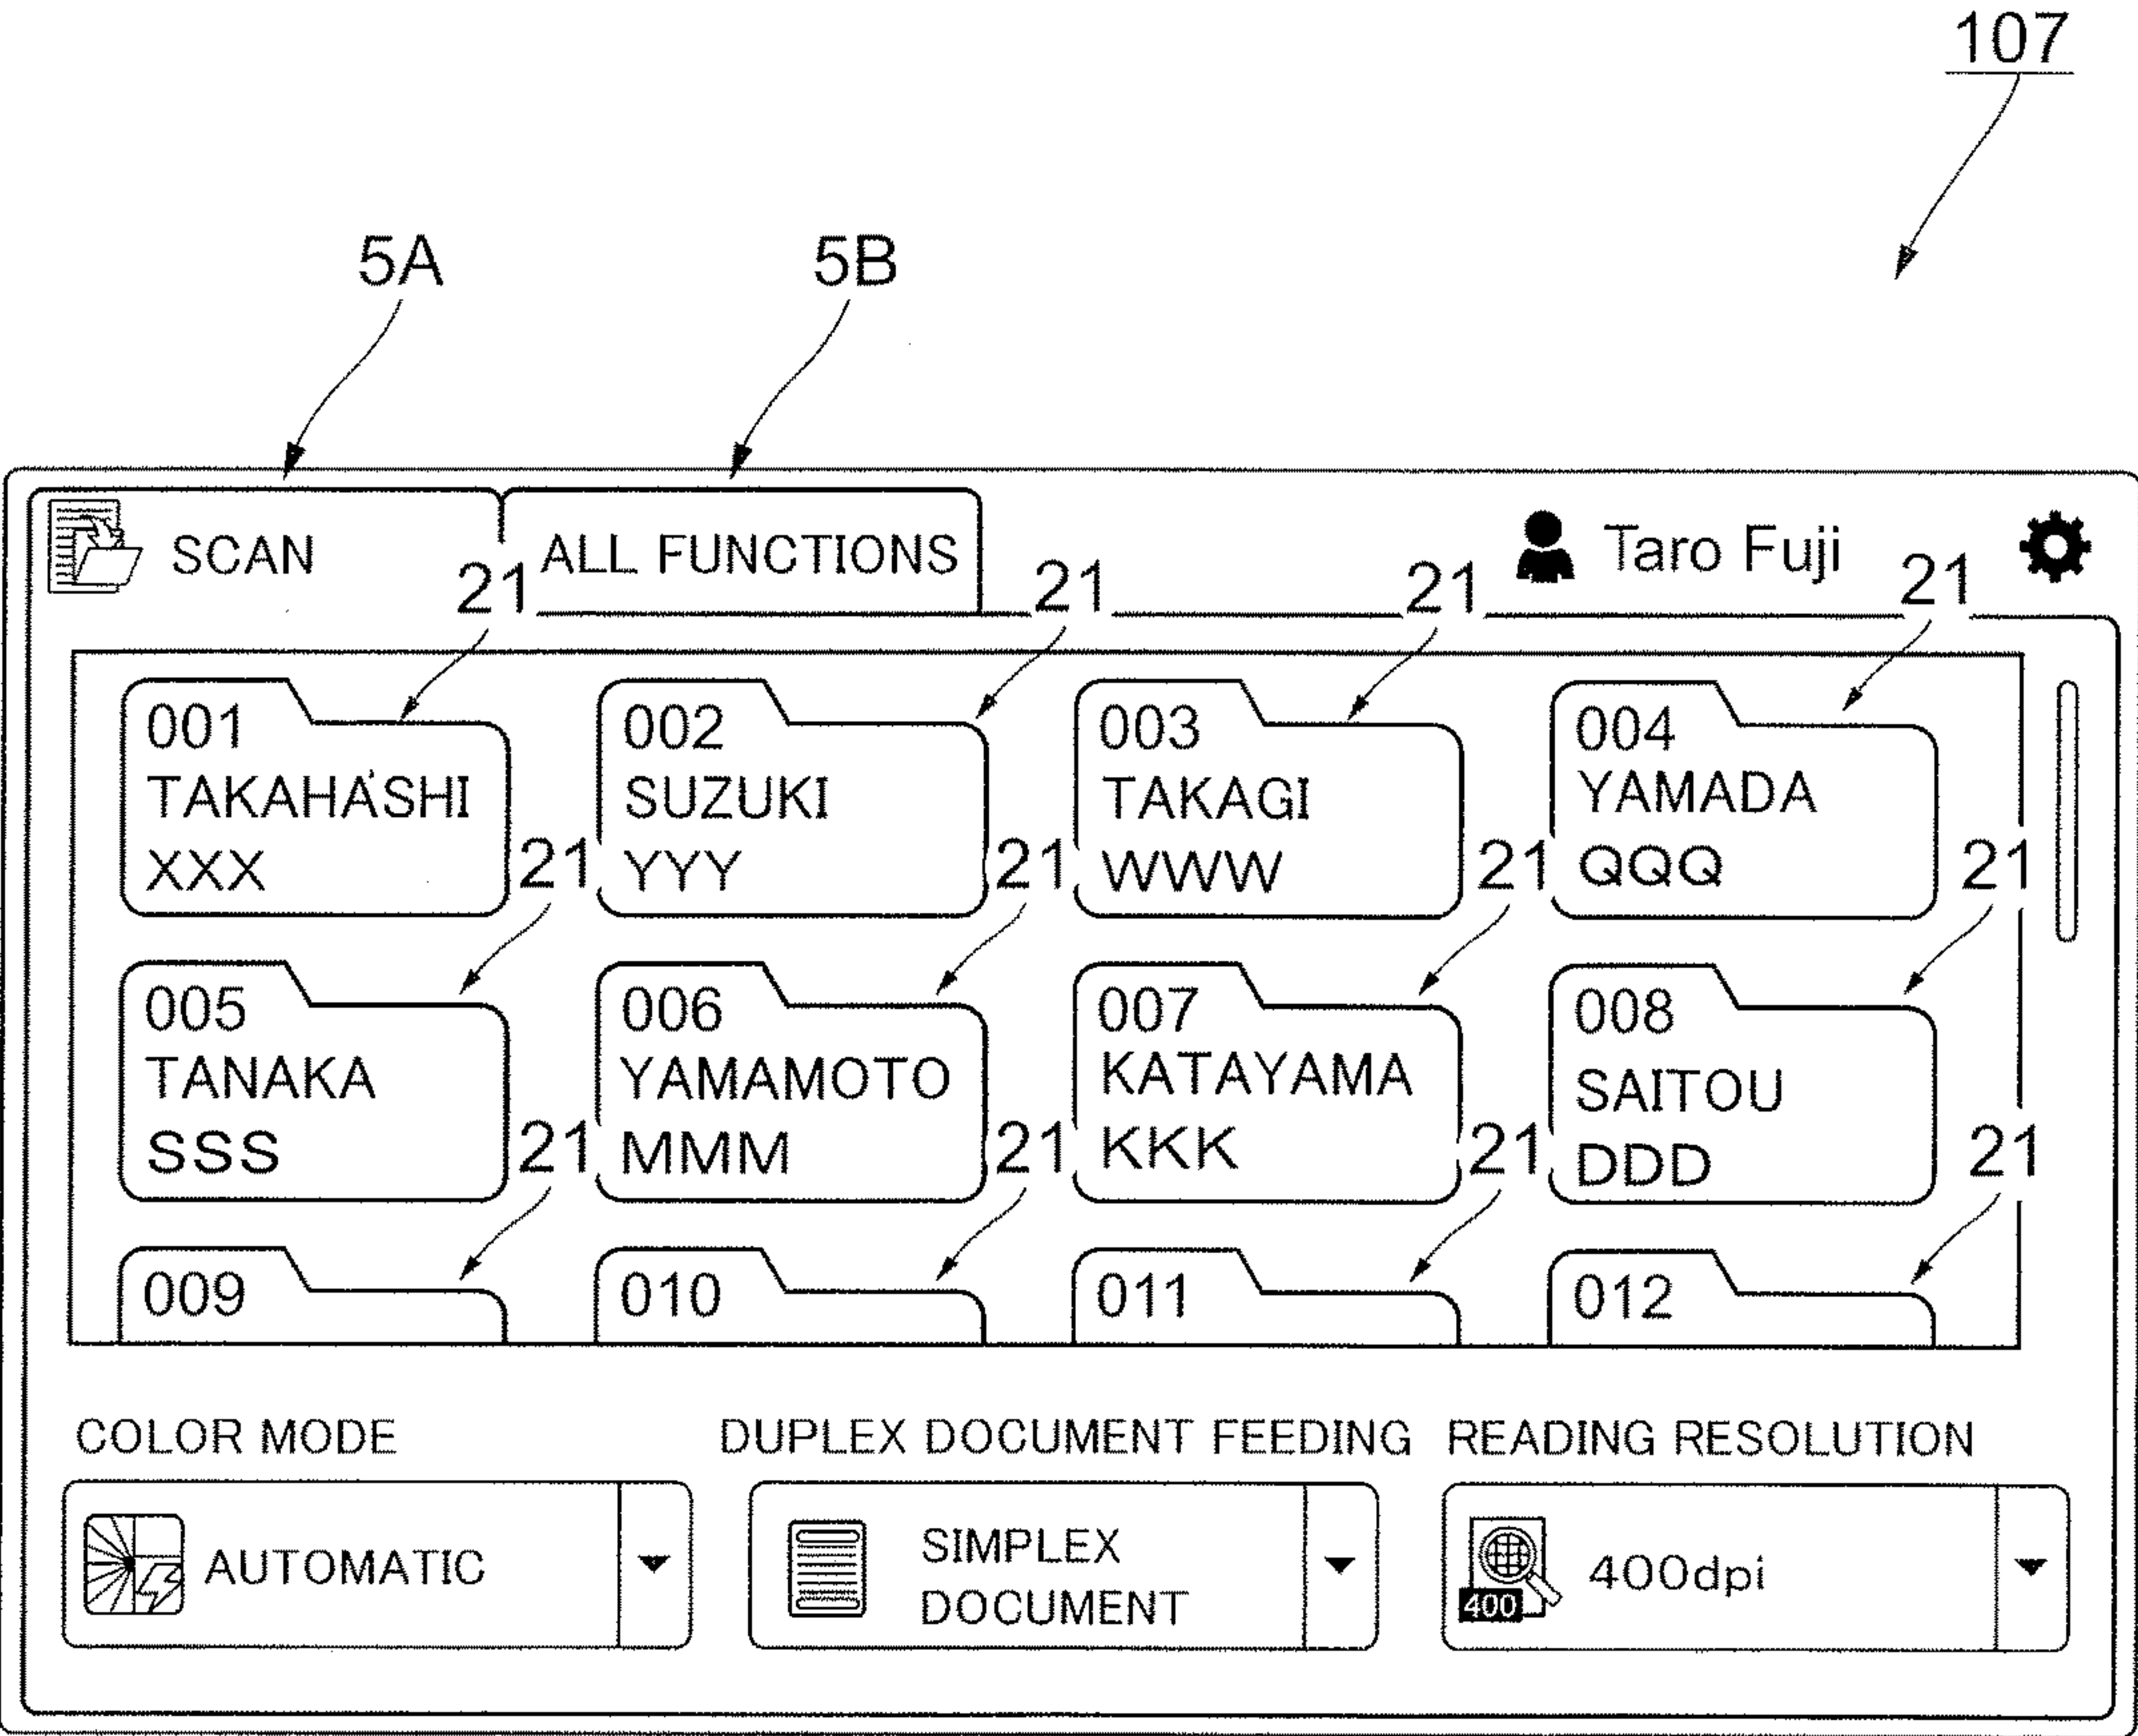 107
5A 5B
SCAN
ALL FUNCTIONS
Taro Fuji
21 21 21 21
001 002 003 004
TAKAHASHI SUZUKI TAKAGI YAMADA
XXX YYY WWW QQQ
21 21 21 21
005 006 007 008
TANAKA YAMAMOTO KATAYAMA SAITOU
SSS MMM KKK DDD
21 21 21 21
009 010 011 012
COLOR MODE DUPLEX DOCUMENT FEEDING READING RESOLUTION
AUTOMATIC
SIMPLEX
DOCUMENT
400
400dpi